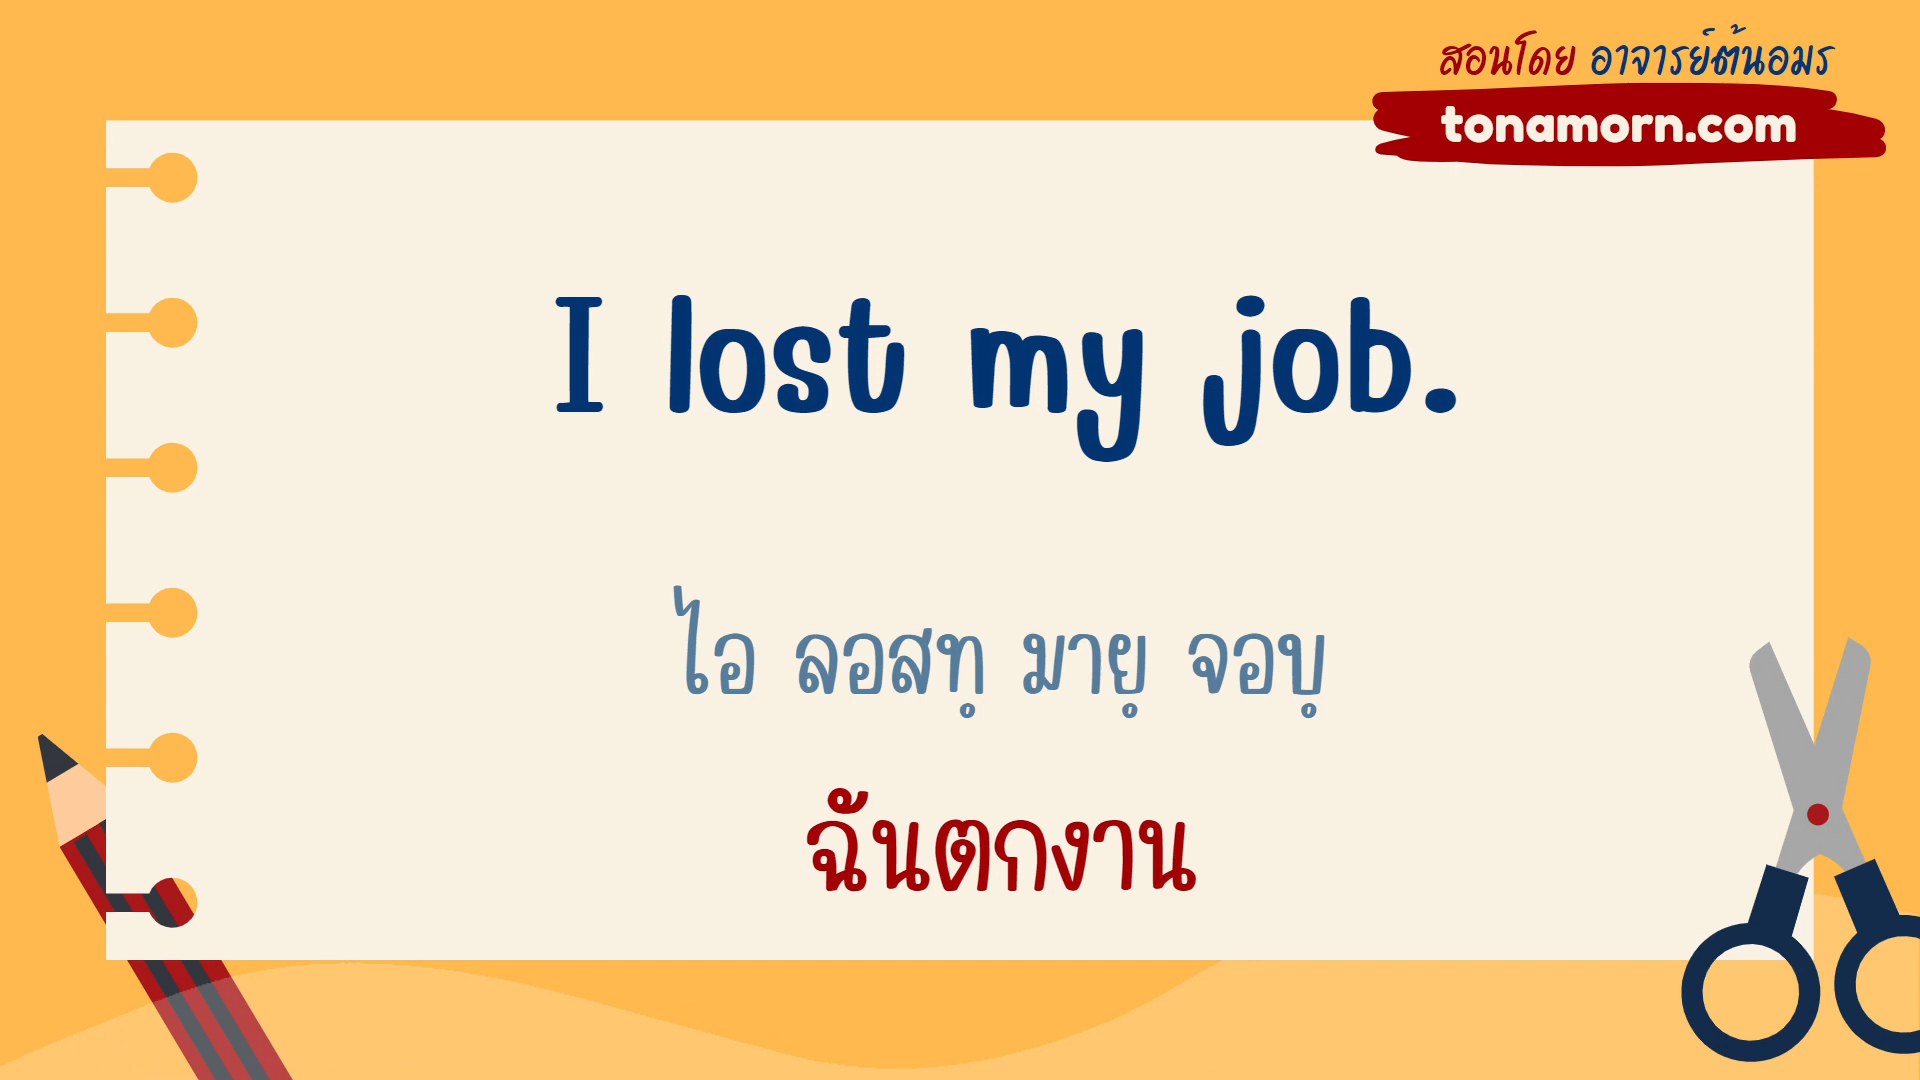 สอนโดย อาจารย์ต้นอมร
tonamorn.com
I lost my job.
ไอ ลอสทฺ มายฺ จอบฺ
ฉันตกงาน